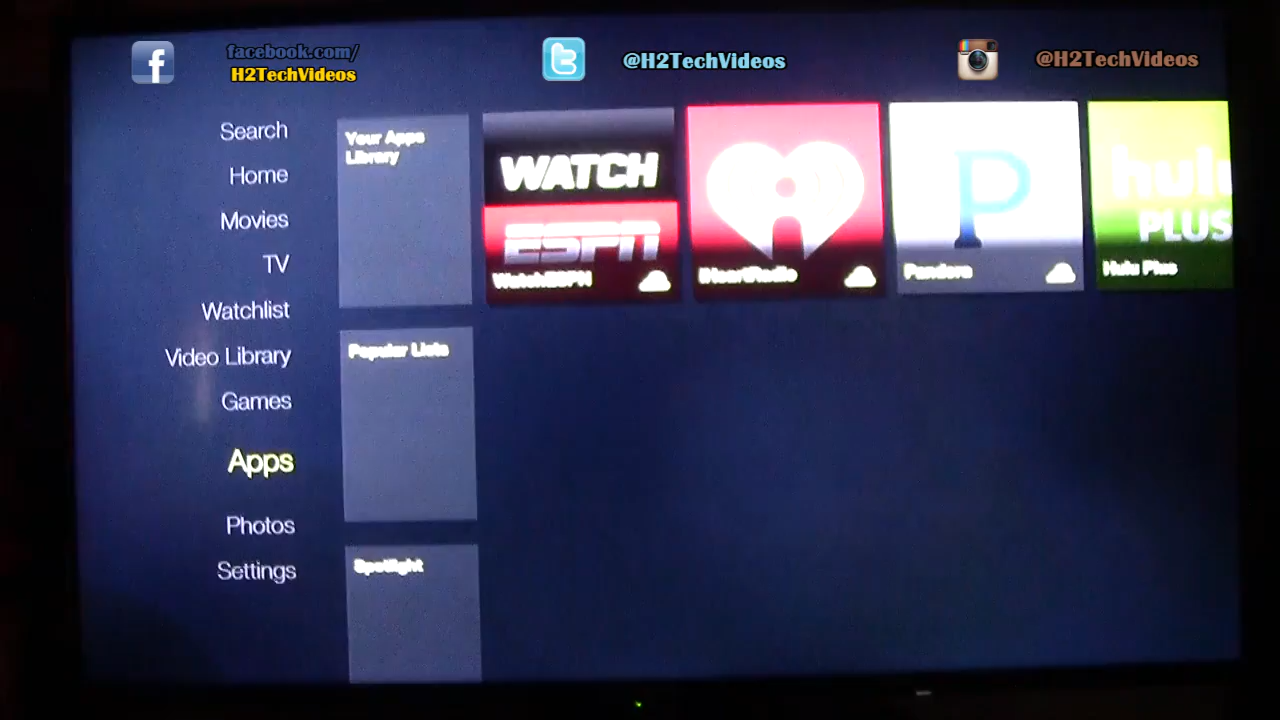 facebook.com/
H2TechVideos
@H2TechVideos
@H2TechVideos
Search
Home
Movies
TV
Watchlist
Video Library
Games
Apps
Photos
Settings
Your Apps
Library
WATCH
ESPN
WatchESPN
iHeartRadio
P
Pandora
hulu
PLUS
Hulu Plus
Popular Lists
Spotlight